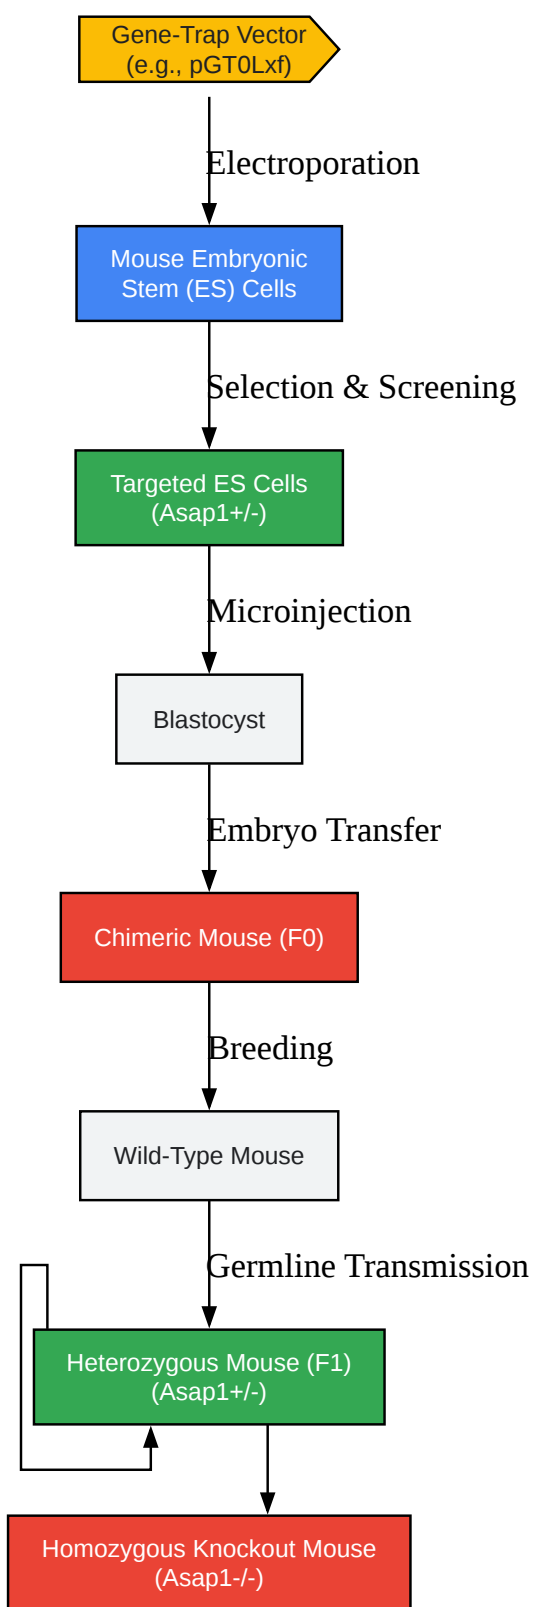 Gene-Trap Vector
(e.g., pGT0Lxf)
Electroporation
Mouse Embryonic
Stem (ES) Cells
Selection & Screening
Targeted ES Cells
(Asap1+/-)
Microinjection
Blastocyst
Embryo Transfer
Chimeric Mouse (F0)
Breeding
Wild-Type Mouse
Germline Transmission
Heterozygous Mouse (F1)
(Asap1+/-)
Homozygous Knockout Mouse
(Asap1-/-)